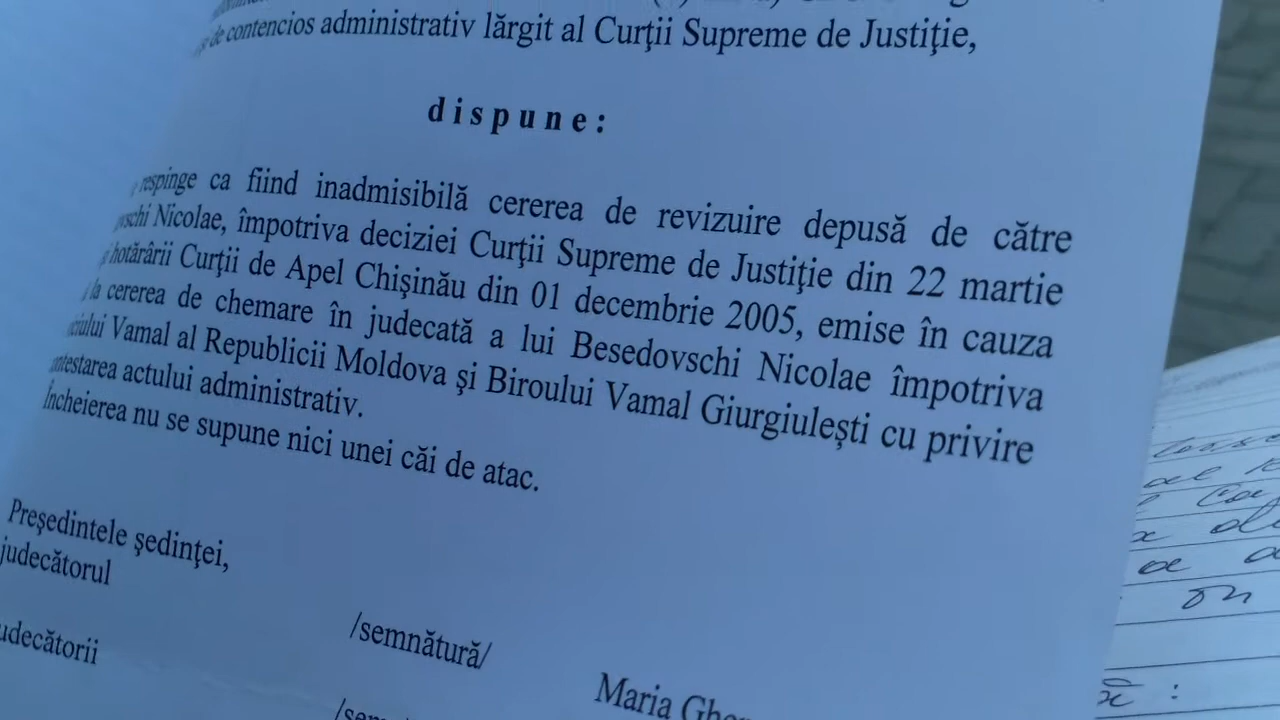 de contencios administrativ lărgit al Curţii Supreme de Justiţie,
dispune:
respinge ca fiind inadmisibilă cererea de revizuire depusă de către
Nicolae, împotriva deciziei Curţii Supreme de Justiţie din 22 martie
hotărârii Curţii de Apel Chişinău din 01 decembrie 2005, emise în cauza
la cererea de chemare în judecată a lui Besedovschi Nicolae împotriva
Vamal al Republicii Moldova şi Biroului Vamal Giurgiuleşti cu privire
actului administrativ.
Încheierea nu se supune nici unei căi de atac.
Preşedintele şedinţei,
judecătorul
/semnătură/
Maria